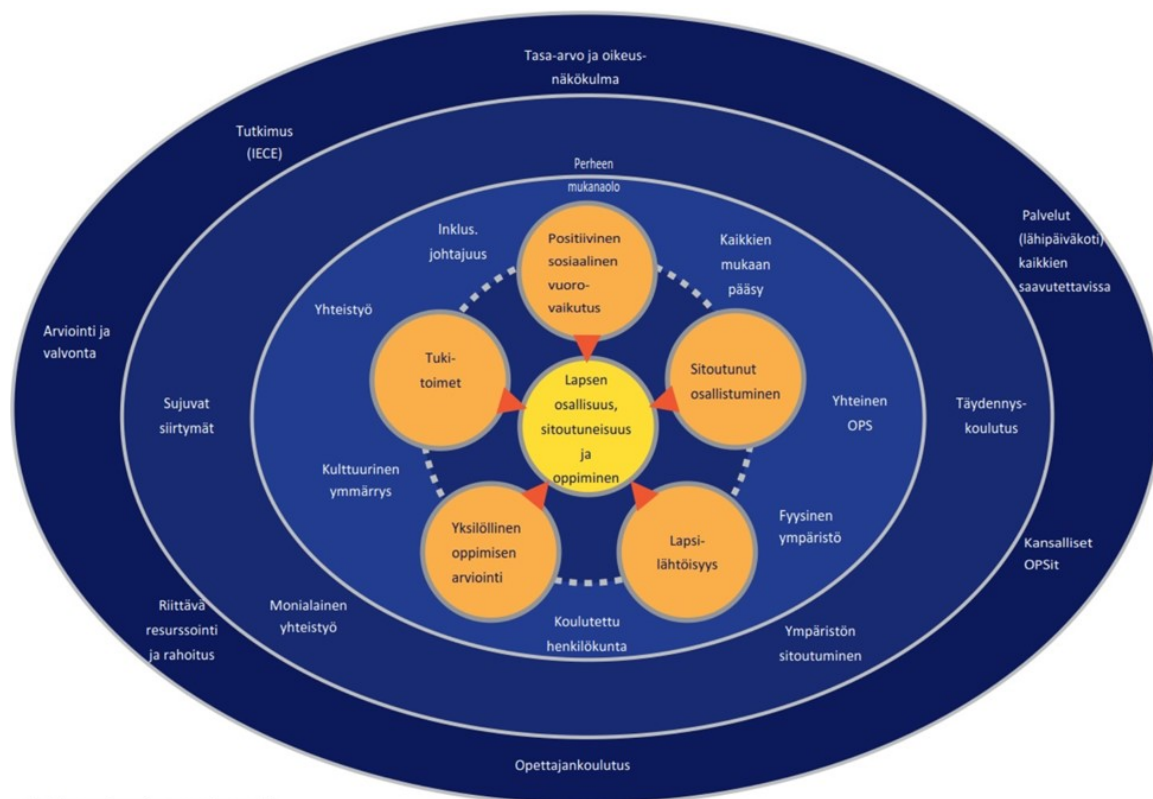 Tasa-arvo ja oikeus-
näkökulma
Tutkimus
(IECE)
Perheen
mukanaolo
Palvelut
(lähipäiväkoti)
kaikkien
saavutettavissa
Inklus.
johtajuus
Positiivinen
sosiaalinen
vuoro-
vaikutus
Kaikkien
mukaan
pääsy
Yhteistyö
Arviointi ja
valvonta
Tuki-
toimet
Sitoutunut
osallistuminen
Lapsen
osallisuus,
sitoutuneisuus
ja
oppiminen
Sujuvat
siirtymät
Yhteinen
OPS
Täydennys-
koulutus
Kulttuurinen
ymmärrys
Yksilöllinen
oppimisen
arviointi
Lapsi-
lähtöisyys
Fyysinen
ympäristö
Kansalliset
OPSit
Riittävä
resurssointi
ja rahoitus
Monialainen
yhteistyö
Koulutettu
henkilökunta
Ympäristön
sitoutuminen
Opettajankoulutus